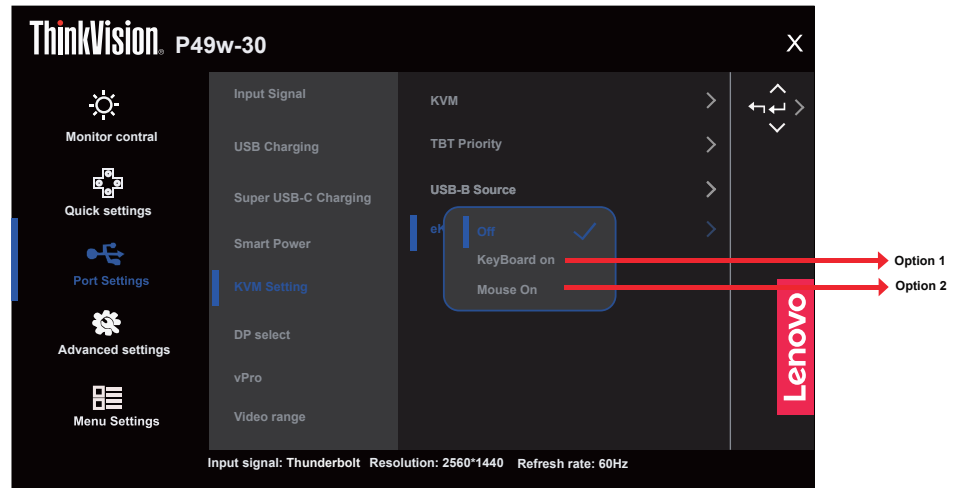 ThinkVision® P49w-30
X
Monitor contral
Quick settings
Port Settings
Advanced settings
Menu Settings
Input Signal
USB Charging
Super USB-C Charging
Smart Power
KVM Setting
DP select
vPro
Video range
KVM
TBT Priority
USB-B Source
Off
KeyBoard on
Mouse On
Option 1
Option 2
Lenovo
Input signal: Thunderbolt Resolution: 2560*1440 Refresh rate: 60Hz